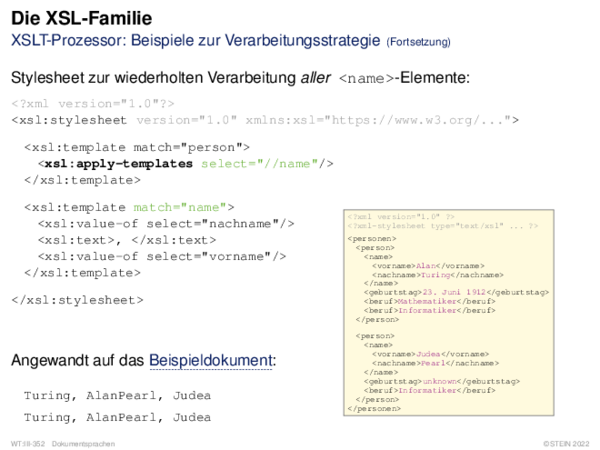 Die XSL-Familie
XSLT-Prozessor: Beispiele zur Verarbeitungsstrategie (Fortsetzung)
Stylesheet zur wiederholten Verarbeitung aller <name>-Elemente:
<?xml version="1.0"?>
<xsl:stylesheet version="1.0" xmlns:xsl="https://www.w3.org/...">
<xsl:template match="person">
<xsl:apply-templates select="//name"/>
</xsl:template>
<xsl:template match="name">
<xsl:value-of select="nachname"/>
<xsl:text>, </xsl:text>
<xsl:value-of select="vorname"/>
</xsl:template>
</xsl:stylesheet>
<?xml version="1.0" ?>
<?xml-stylesheet type="text/xsl" ... ?>
<personen>
<person>
<name>
<vorname>Alan</vorname>
<nachname>Turing</nachname>
</name>
<geburtstag>23. Juni 1912</geburtstag>
<beruf>Mathematiker</beruf>
<beruf>Informatiker</beruf>
</person>
<person>
<name>
<vorname>Judea</vorname>
<nachname>Pearl</nachname>
</name>
<geburtstag>unknown</geburtstag>
<beruf>Informatiker</beruf>
</person>
</personen>
Angewandt auf das Beispieldokument:
Turing, AlanPearl, Judea
Turing, AlanPearl, Judea
WT:III-352 Dokumentsprachen
©STEIN 2022